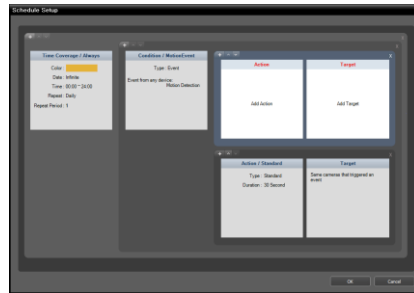 Schedule Setup
Time Coverage / Always
Color :
Date : Infinite
Time : 00:00 ~ 24:00
Repeat : Daily
Repeat Period : 1
Condition / MotionEvent
Type : Event
Event from any device:
Motion Detection
Action
Add Action
Target
Add Target
Action / Standard
Type : Standard
Duration : 30 Second
Target
Same cameras that triggered an
event
OK
Cancel